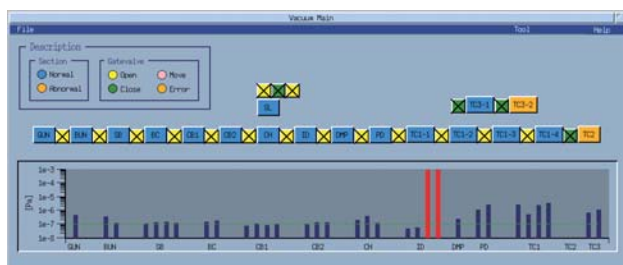 Vacuum Main
File Tool Help
Description
Section Gatevalve
Normal Open Move
Abnormal Close Error
SL TC3-1 TC3-2
GUN BUN SB BC CB1 CB2 CH ID DMP PD TC1-1 TC1-2 TC1-3 TC1-4 TC2
1e-3
1e-4
1e-5
[Pa]
1e-6
1e-7
1e-8
GUN BUN SB BC CB1 CB2 CH ID DMP PD TC1 TC2 TC3